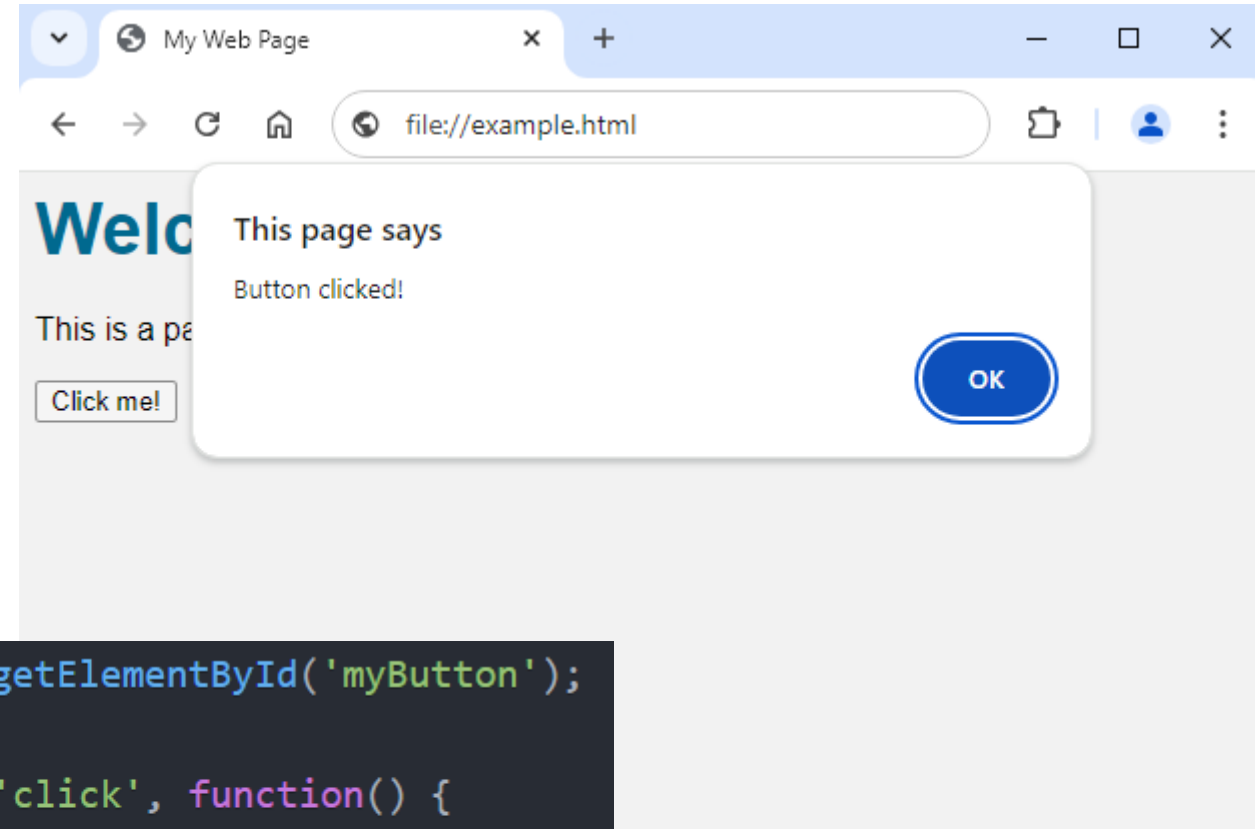 My Web Page
file://example.html
Welc
This page says
Button clicked!
This is a pa
Click me!
OK
getElementById('myButton');
'click', function() {